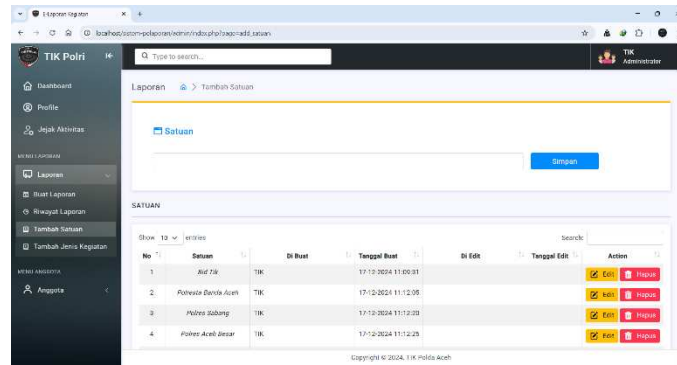 E-Laporan Kegiatan
localhost/sistem-pelaporan/admin/index.php?page=add_satuan
TIK Polri
Type to search...
TIK
Administrator
Dashboard
Profile
Jejak Aktivitas
MENU LAPORAN
Laporan
Buat Laporan
Riwayat Laporan
Tambah Satuan
Tambah Jenis Kegiatan
MENU ANGGOTA
Anggota
Laporan > Tambah Satuan
Satuan
Simpan
SATUAN
Show 10 entries
Search:
No Satuan Di Buat Tanggal Buat Di Edit Tanggal Edit Action
1 Bid Tik TIK 17-12-2024 11:09:31 Edit Hapus
2 Polresta Banda Aceh TIK 17-12-2024 11:12:05 Edit Hapus
3 Polres Sabang TIK 17-12-2024 11:12:20 Edit Hapus
4 Polres Aceh Besar TIK 17-12-2024 11:12:25 Edit Hapus
Copyright © 2024. TIK Polda Aceh